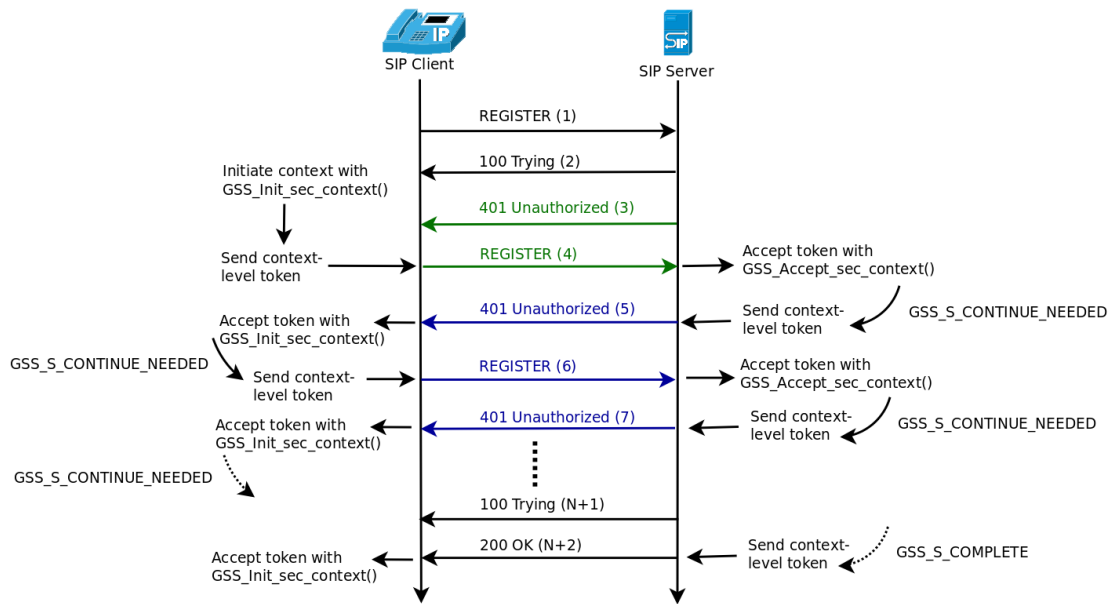 IP
SIP
SIP Client
SIP Server
REGISTER (1)
100 Trying (2)
Initiate context with
GSS_Init_sec_context()
401 Unauthorized (3)
Send context-
level token
REGISTER (4)
Accept token with
GSS_Accept_sec_context()
Accept token with
GSS_Init_sec_context()
401 Unauthorized (5)
Send context-
level token
GSS_S_CONTINUE_NEEDED
GSS_S_CONTINUE_NEEDED
Send context-
level token
REGISTER (6)
Accept token with
GSS_Accept_sec_context()
Accept token with
GSS_Init_sec_context()
401 Unauthorized (7)
Send context-
level token
GSS_S_CONTINUE_NEEDED
GSS_S_CONTINUE_NEEDED
100 Trying (N+1)
Accept token with
GSS_Init_sec_context()
200 OK (N+2)
Send context-
level token
GSS_S_COMPLETE